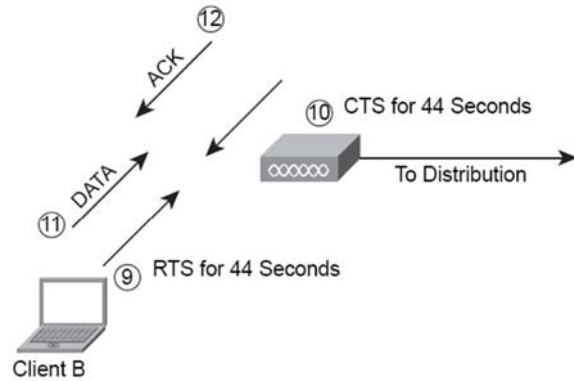 12
ACK
10 CTS for 44 Seconds
To Distribution
DATA
11
9 RTS for 44 Seconds
Client B